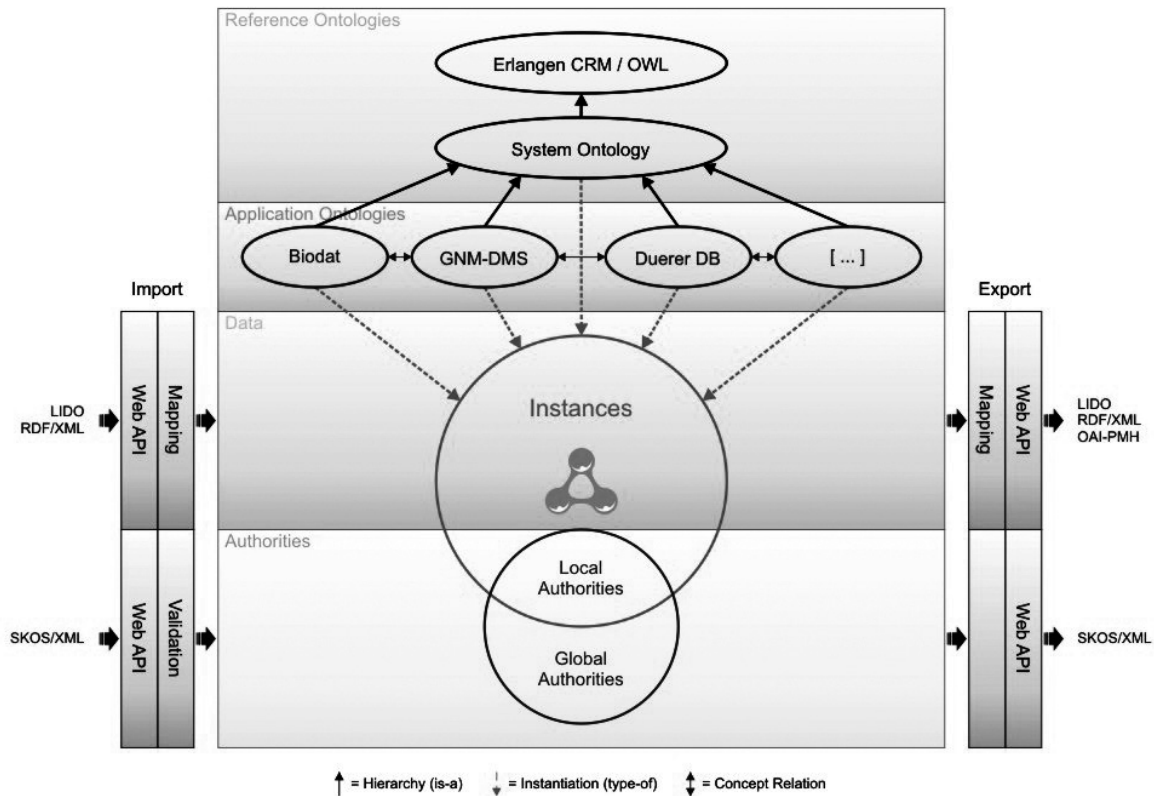 Reference Ontologies
Erlangen CRM / OWL
System Ontology
Application Ontologies
Biodat
GNM-DMS
Duerer DB
[ ... ]
Import
Export
Data
Web API
Mapping
LIDO
RDF/XML
Instances
Mapping
Web API
LIDO
RDF/XML
OAI-PMH
Authorities
Local
Authorities
Global
Authorities
SKOS/XML
Web API
Validation
Web API
SKOS/XML
= Hierarchy (is-a)
= Instantiation (type-of)
= Concept Relation